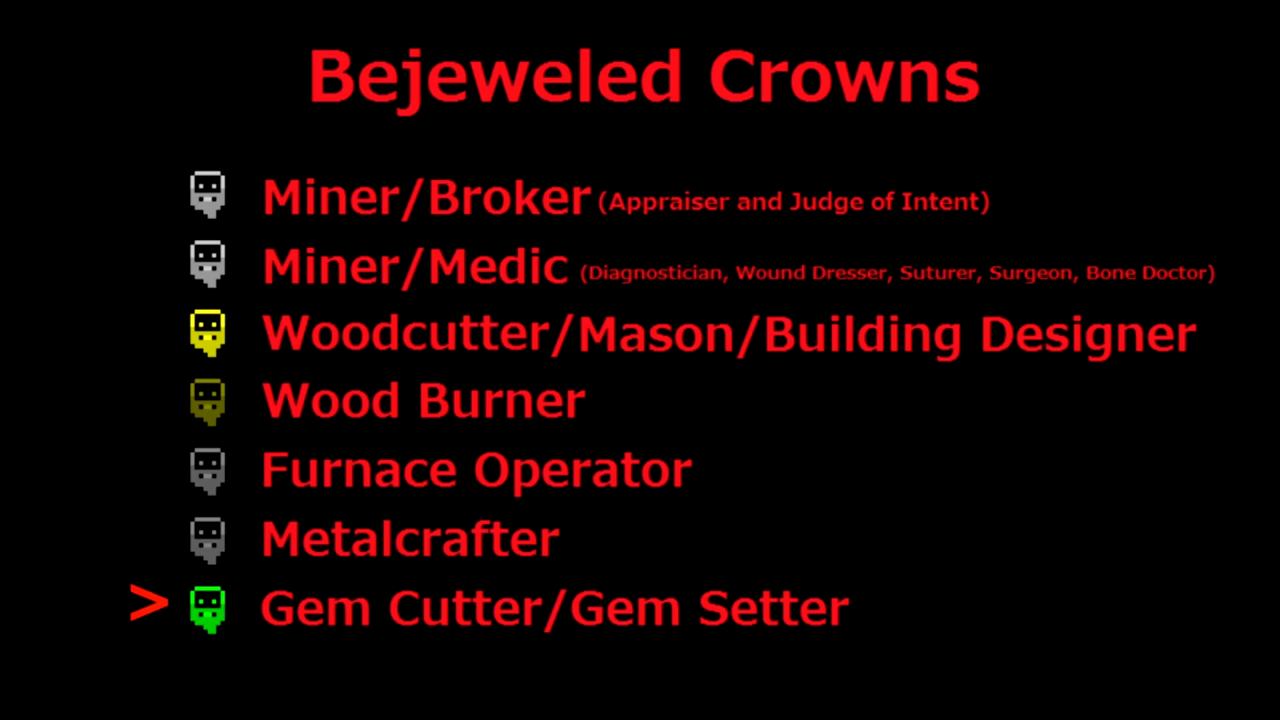 Bejeweled Crowns
Miner/Broker (Appraiser and Judge of Intent)
Miner/Medic (Diagnostician, Wound Dresser, Suturer, Surgeon, Bone Doctor)
Woodcutter/Mason/Building Designer
Wood Burner
Furnace Operator
Metalcrafter
> Gem Cutter/Gem Setter